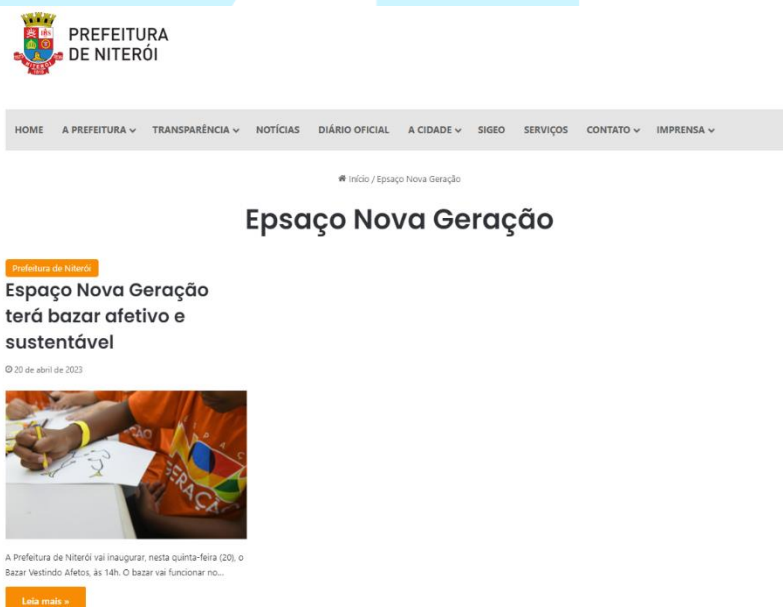 PREFEITURA
DE NITERÓI
HOME A PREFEITURA TRANSPARÊNCIA NOTÍCIAS DIÁRIO OFICIAL A CIDADE SIGEO SERVIÇOS CONTATO IMPRENSA
Início / Epsaço Nova Geração
Epsaço Nova Geração
Prefeitura de Niterói
Espaço Nova Geração
terá bazar afetivo e
sustentável
20 de abril de 2023
GERAÇÃO
A Prefeitura de Niterói vai inaugurar, nesta quinta-feira (20), o
Bazar Vestindo Afetos, às 14h. O bazar vai funcionar no...
Leia mais »